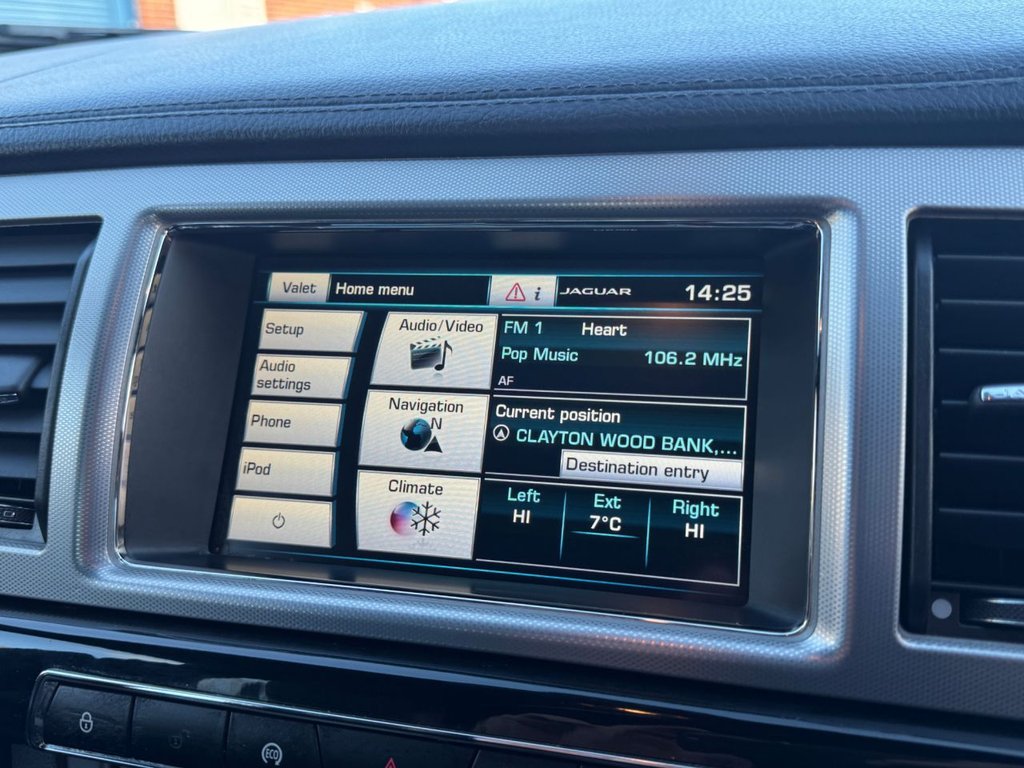 Valet Home menu i JAGUAR 14:25
Setup
Audio
settings
Phone
iPod
Audio/Video
Navigation
N
Climate
FM 1 Heart
Pop Music 106.2 MHz
AF
Current position
CLAYTON WOOD BANK,...
Destination entry
Left Ext Right
HI 7°C HI
ECO